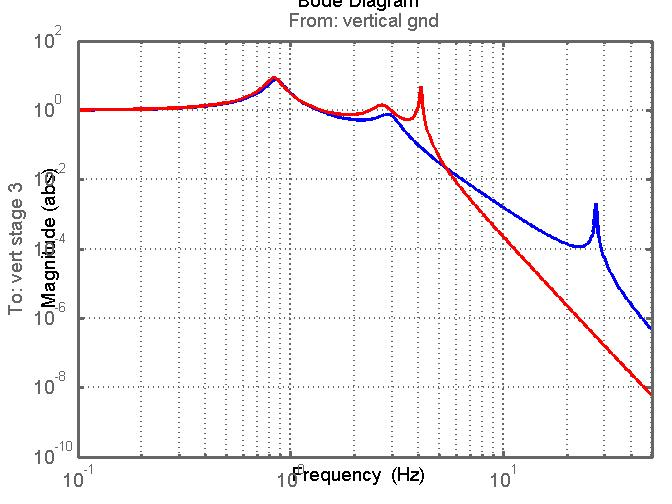 Bode Diagram
From: vertical gnd
To: vert stage 3
Magnitude (abs)
10^2
10^0
10^-2
10^-4
10^-6
10^-8
10^-10
10^-1
10^0
10^1
Frequency (Hz)